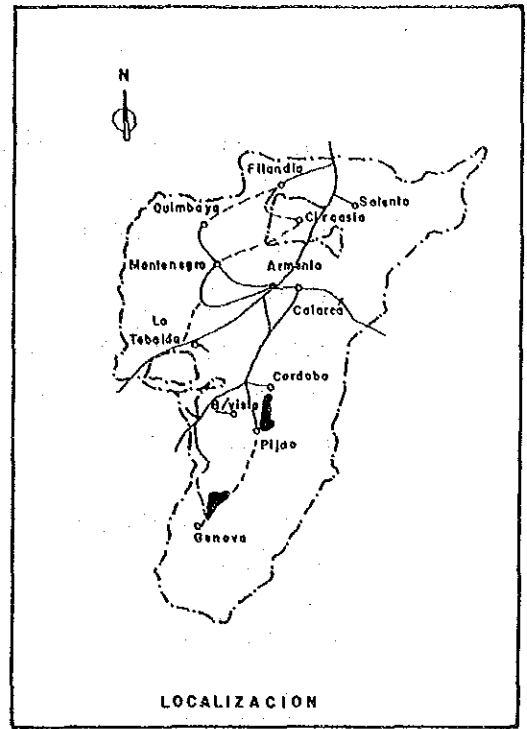 N
Filandia
Salento
Quimbaya
Circasia
Montenegro
Armenia
Calarca
La
Tebaida
Cordoba
B/vista
Pijao
Genova
LOCALIZACION